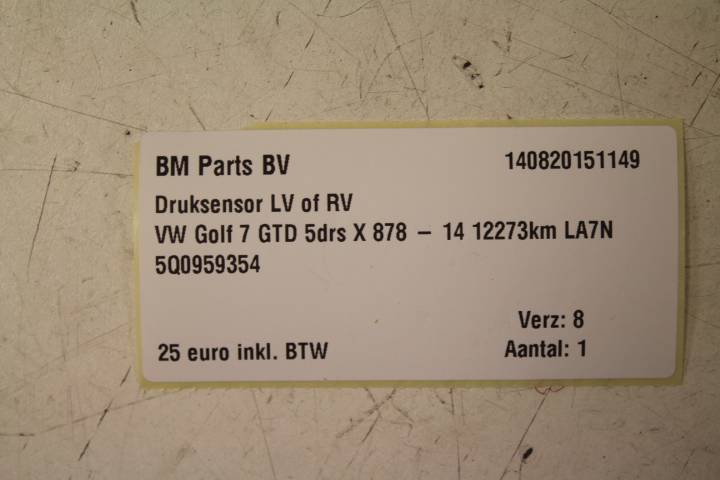 BM Parts BV 140820151149
Druksensor LV of RV
VW Golf 7 GTD 5drs X 878 – 14 12273km LA7N
5Q0959354
Verz: 8
25 euro inkl. BTW Aantal: 1